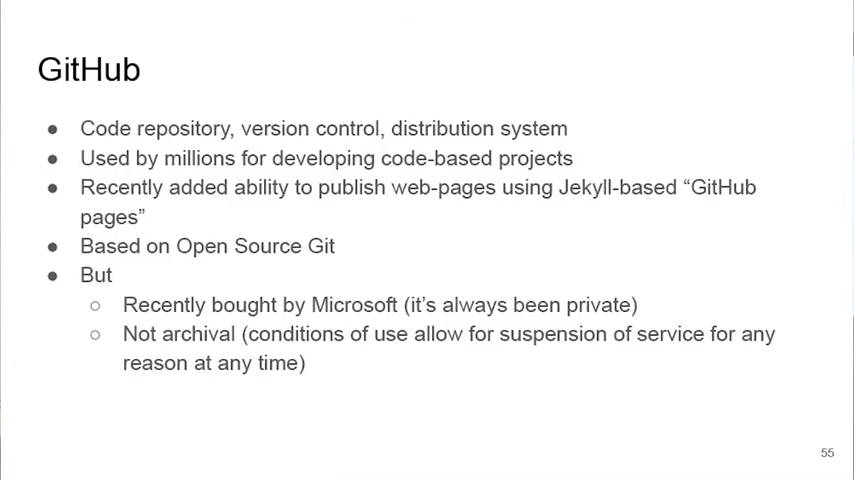 GitHub
● Code repository, version control, distribution system
● Used by millions for developing code-based projects
● Recently added ability to publish web-pages using Jekyll-based “GitHub
pages”
● Based on Open Source Git
● But
○ Recently bought by Microsoft (it’s always been private)
○ Not archival (conditions of use allow for suspension of service for any
reason at any time)
55